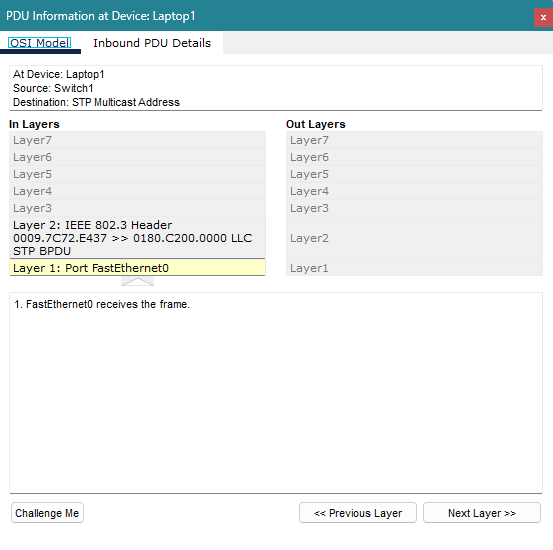 PDU Information at Device: Laptop1
x
OSI Model
Inbound PDU Details
At Device: Laptop1
Source: Switch1
Destination: STP Multicast Address
In Layers
Layer7
Layer6
Layer5
Layer4
Layer3
Layer 2: IEEE 802.3 Header
0009.7C72.E437 >> 0180.C200.0000 LLC
STP BPDU
Layer 1: Port FastEthernet0
Out Layers
Layer7
Layer6
Layer5
Layer4
Layer3
Layer2
Layer1
1. FastEthernet0 receives the frame.
Challenge Me
<< Previous Layer
Next Layer >>